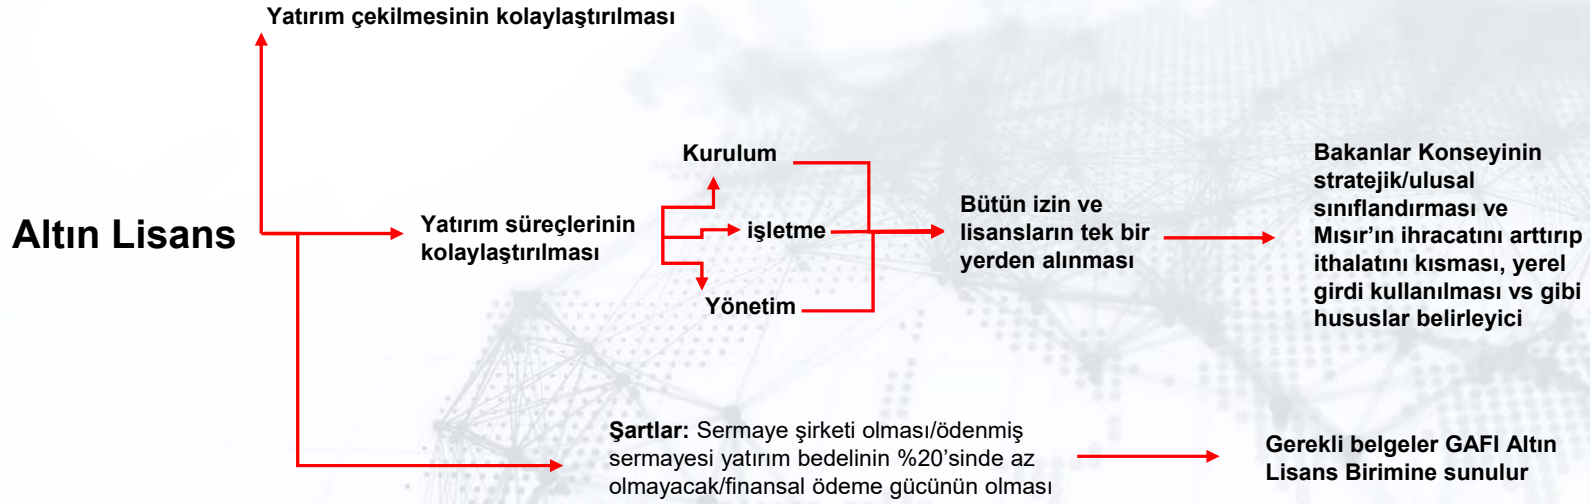 Yatırım çekilmesinin kolaylaştırılması
Altın Lisans
Yatırım süreçlerinin
kolaylaştırılması
Kurulum
işletme
Yönetim
Bütün izin ve
lisansların tek bir
yerden alınması
Bakanlar Konseyinin
stratejik/ulusal
sınıflandırması ve
Mısır’ın ihracatını arttırıp
ithalatını kısması, yerel
girdi kullanılması vs gibi
hususlar belirleyici
Şartlar: Sermaye şirketi olması/ödenmiş
sermayesi yatırım bedelinin %20’sinde az
olmayacak/finansal ödeme gücünün olması
Gerekli belgeler GAFI Altın
Lisans Birimine sunulur